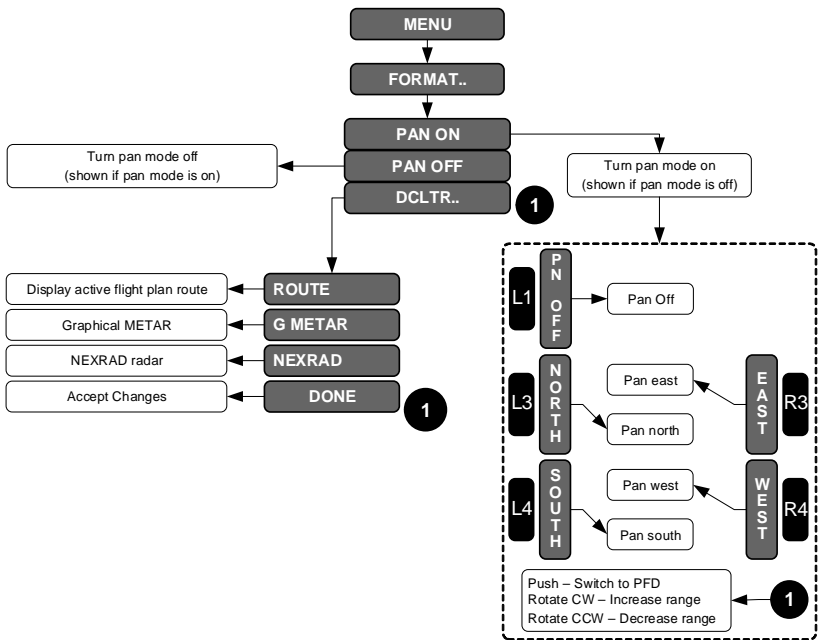 MENU
FORMAT..
PAN ON
PAN OFF
DCLTR..
1
Turn pan mode off
(shown if pan mode is on)
Turn pan mode on
(shown if pan mode is off)
ROUTE
G METAR
NEXRAD
DONE
1
Display active flight plan route
Graphical METAR
NEXRAD radar
Accept Changes
L1
PN OFF
Pan Off
L3
NORTH
Pan east
Pan north
EAST
R3
L4
SOUTH
Pan west
Pan south
WEST
R4
Push – Switch to PFD
Rotate CW – Increase range
Rotate CCW – Decrease range
1